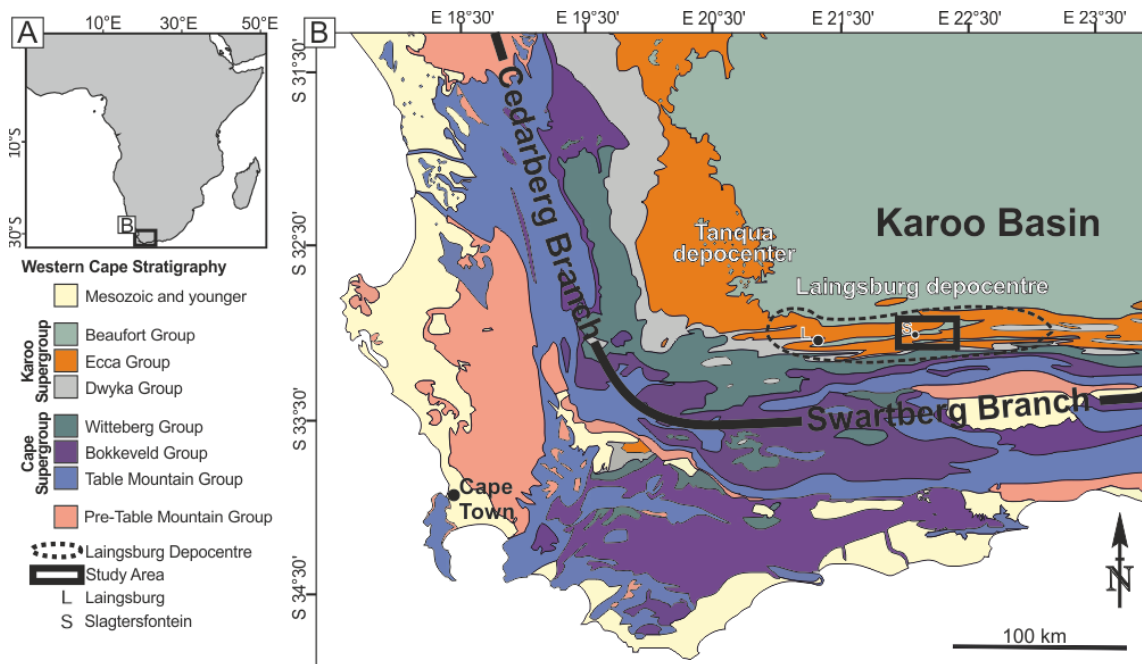 A
10°E
30°E
50°E
10°S
30°S
B
Western Cape Stratigraphy
Mesozoic and younger
Karoo Supergroup
Beaufort Group
Ecca Group
Dwyka Group
Cape Supergroup
Witteberg Group
Bokkeveld Group
Table Mountain Group
Pre-Table Mountain Group
Laingsburg Depocentre
Study Area
L Laingsburg
S Slagtersfontein
B
E 18°30'
E 19°30'
E 20°30'
E 21°30'
E 22°30'
E 23°30'
S 31°30'
S 32°30'
S 33°30'
S 34°30'
Cedarberg Branch
Tanqua
depocenter
Karoo Basin
Laingsburg depocentre
L
S
Swartberg Branch
Cape
Town
N
100 km